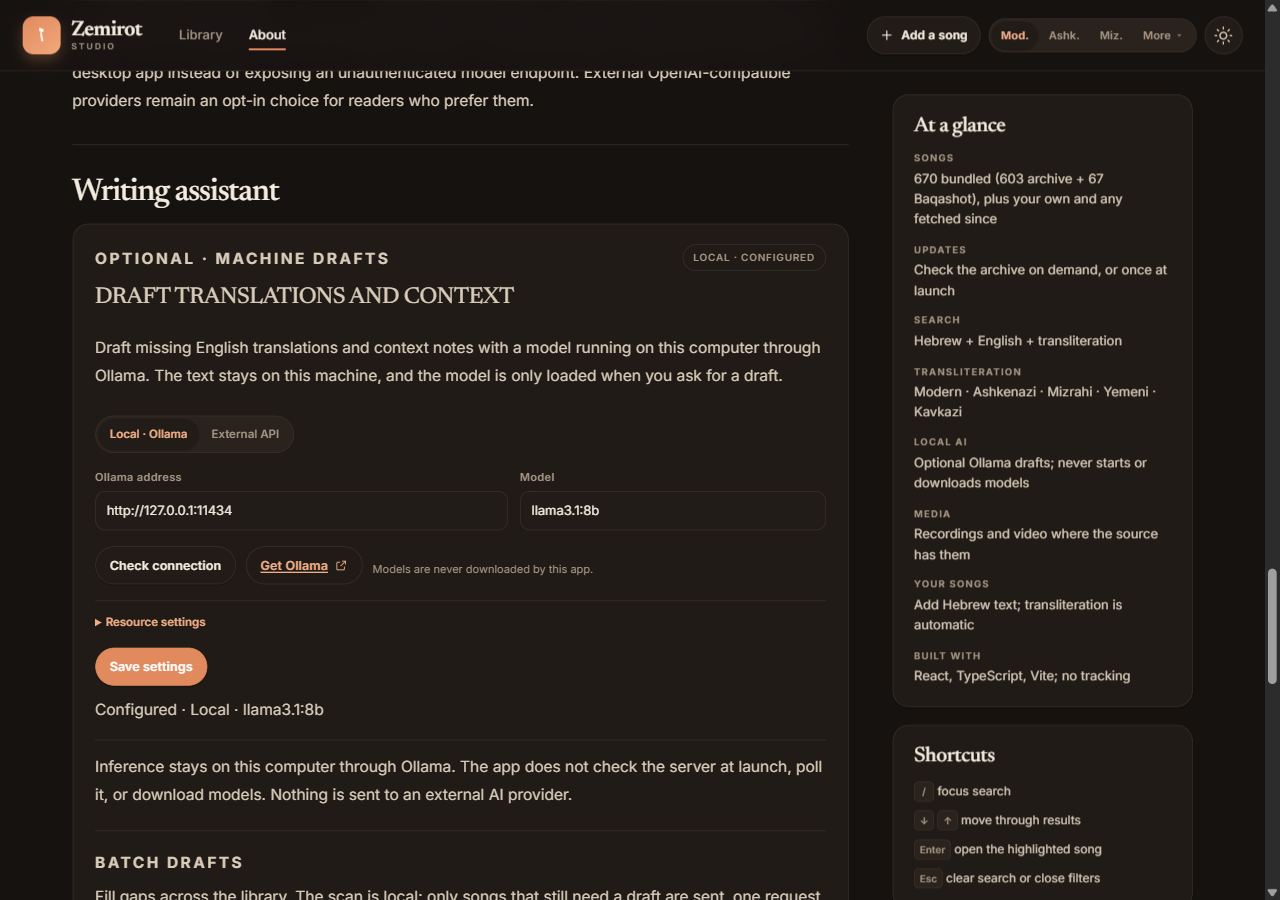 ז
Zemirot
STUDIO
Library
About
+ Add a song
Mod.
Ashk.
Miz.
More
desktop app instead of exposing an unauthenticated model endpoint. External OpenAI-compatible
providers remain an opt-in choice for readers who prefer them.
Writing assistant
OPTIONAL · MACHINE DRAFTS
LOCAL · CONFIGURED
DRAFT TRANSLATIONS AND CONTEXT
Draft missing English translations and context notes with a model running on this computer through
Ollama. The text stays on this machine, and the model is only loaded when you ask for a draft.
Local · Ollama
External API
Ollama address
Model
http://127.0.0.1:11434
llama3.1:8b
Check connection
Get Ollama
Models are never downloaded by this app.
Resource settings
Save settings
Configured · Local · llama3.1:8b
Inference stays on this computer through Ollama. The app does not check the server at launch, poll
it, or download models. Nothing is sent to an external AI provider.
BATCH DRAFTS
Fill gaps across the library. The scan is local; only songs that still need a draft are sent, one request
At a glance
SONGS
670 bundled (603 archive + 67
Baqashot), plus your own and any
fetched since
UPDATES
Check the archive on demand, or once at
launch
SEARCH
Hebrew + English + transliteration
TRANSLITERATION
Modern · Ashkenazi · Mizrahi · Yemeni ·
Kavkazi
LOCAL AI
Optional Ollama drafts; never starts or
downloads models
MEDIA
Recordings and video where the source
has them
YOUR SONGS
Add Hebrew text; transliteration is
automatic
BUILT WITH
React, TypeScript, Vite; no tracking
Shortcuts
/ focus search
↓ ↑ move through results
Enter open the highlighted song
Esc clear search or close filters